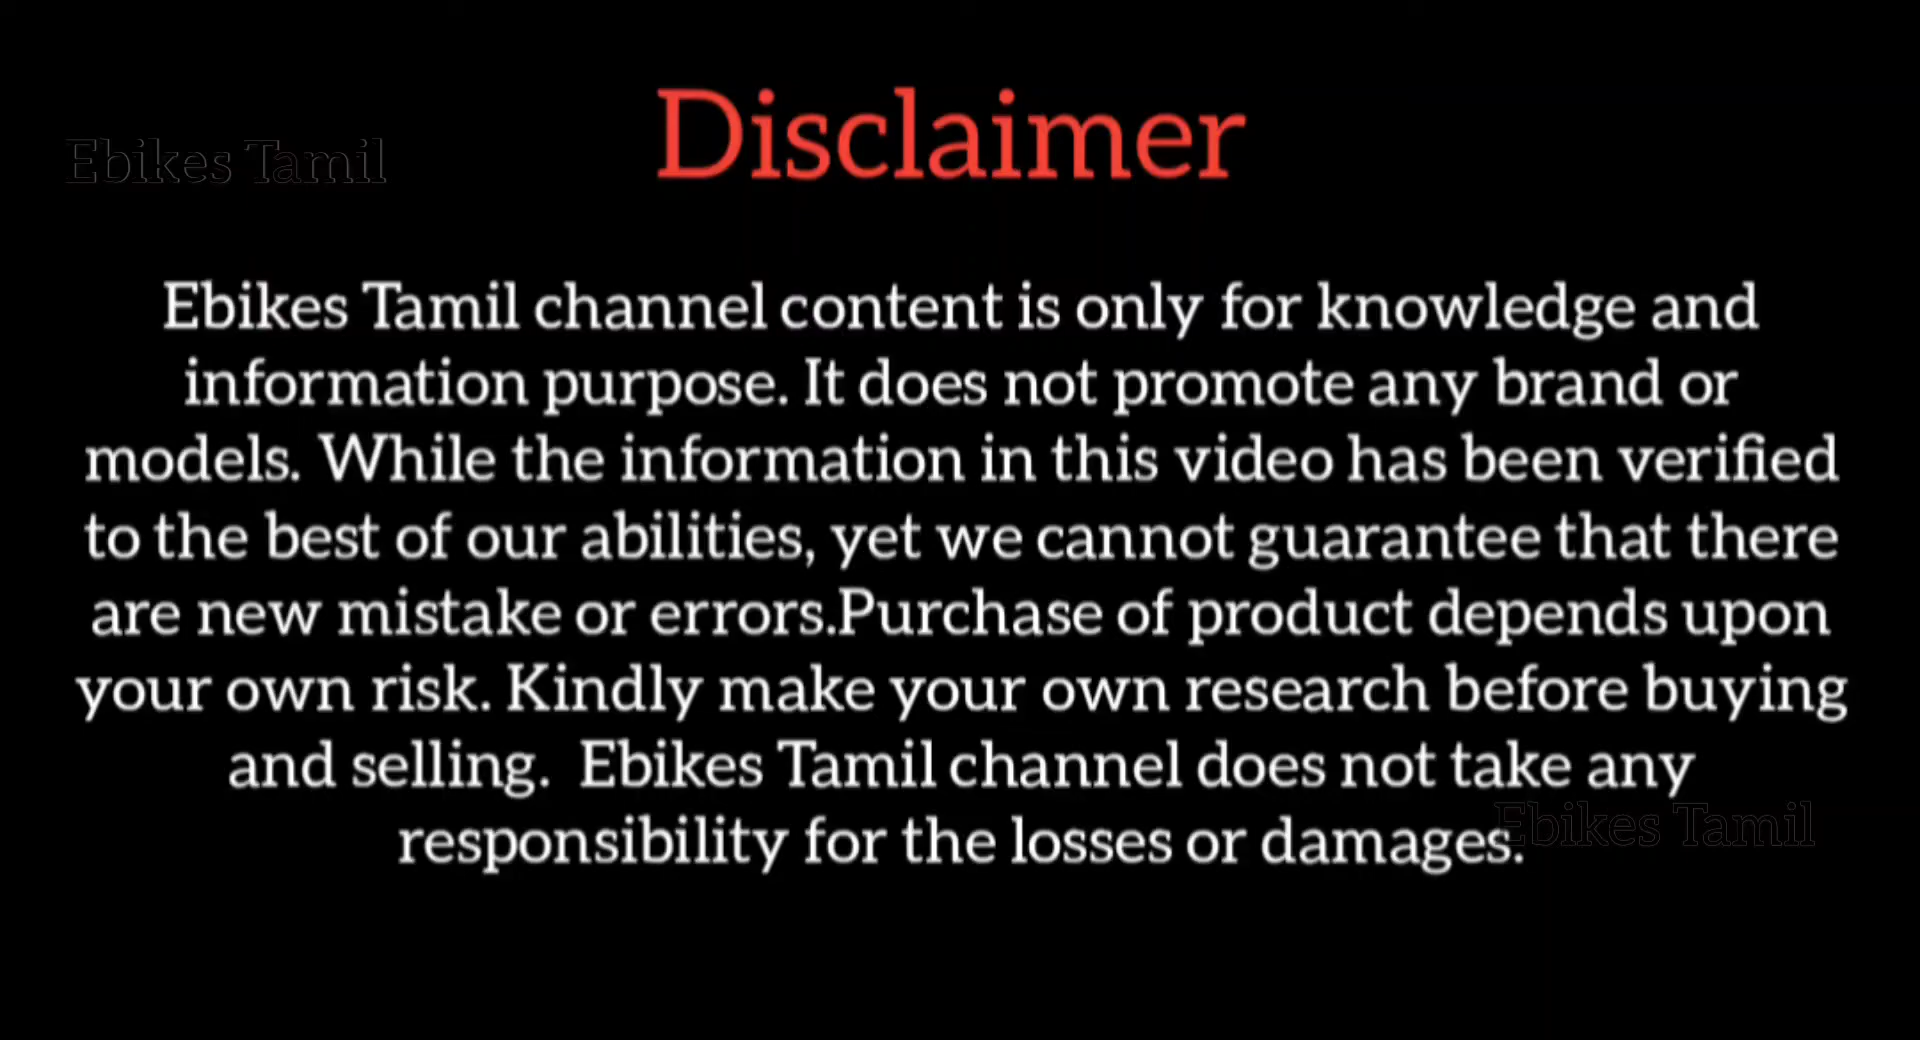 Disclaimer
Ebikes Tamil
Ebikes Tamil channel content is only for knowledge and
information purpose. It does not promote any brand or
models. While the information in this video has been verified
to the best of our abilities, yet we cannot guarantee that there
are new mistake or errors.Purchase of product depends upon
your own risk. Kindly make your own research before buying
and selling.  Ebikes Tamil channel does not take any
responsibility for the losses or damages.
Ebikes Tamil